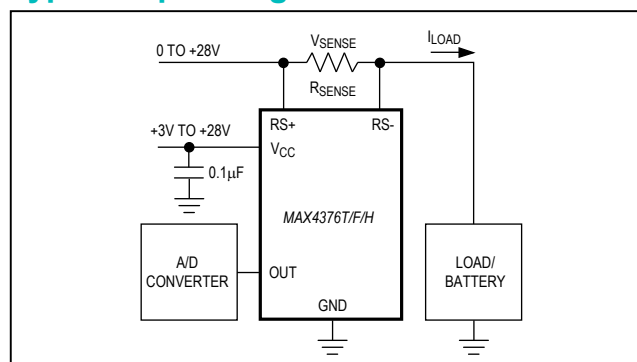 0 TO +28V
VSENSE
ILOAD
RSENSE
RS+
RS-
+3V TO +28V
VCC
0.1µF
MAX4376T/F/H
A/D
CONVERTER
OUT
LOAD/
BATTERY
GND